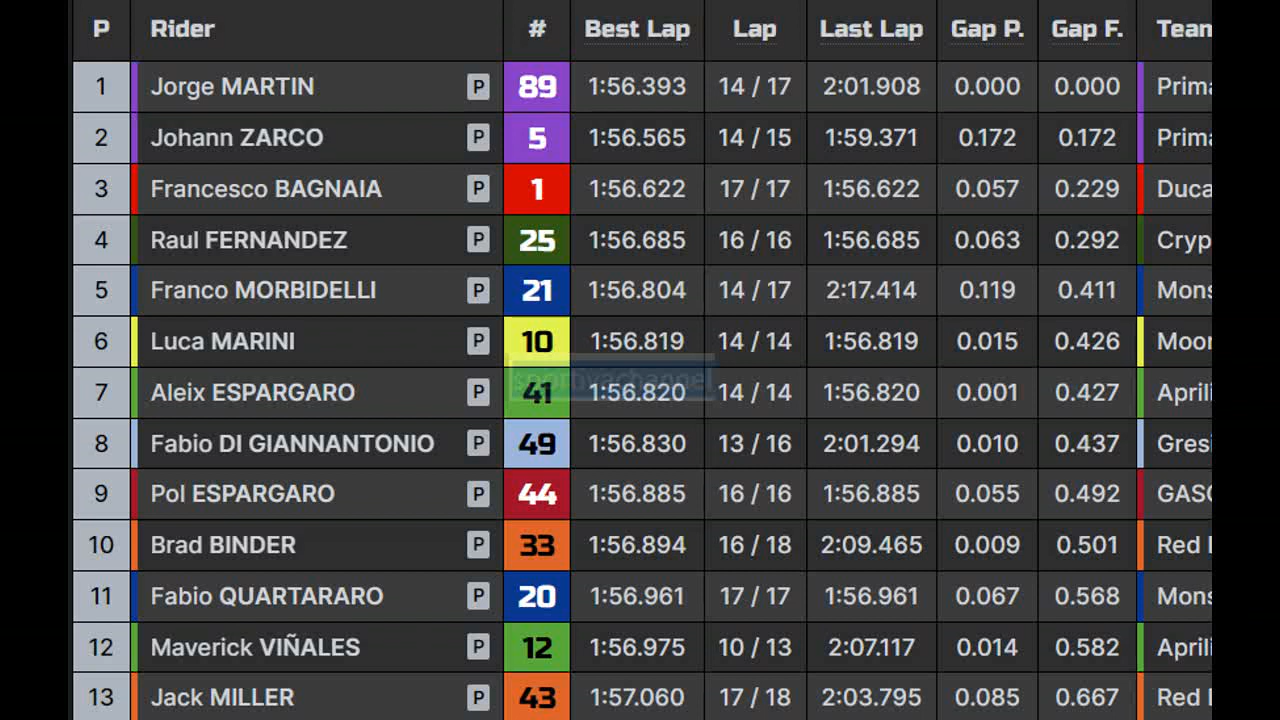 P Rider # Best Lap Lap Last Lap Gap P. Gap F. Team
1 Jorge MARTIN P 89 1:56.393 14 / 17 2:01.908 0.000 0.000 Prima
2 Johann ZARCO P 5 1:56.565 14 / 15 1:59.371 0.172 0.172 Prima
3 Francesco BAGNAIA P 1 1:56.622 17 / 17 1:56.622 0.057 0.229 Duca
4 Raul FERNANDEZ P 25 1:56.685 16 / 16 1:56.685 0.063 0.292 Cryp
5 Franco MORBIDELLI P 21 1:56.804 14 / 17 2:17.414 0.119 0.411 Mons
6 Luca MARINI P 10 1:56.819 14 / 14 1:56.819 0.015 0.426 Moon
sportivachannel
7 Aleix ESPARGARO P 41 1:56.820 14 / 14 1:56.820 0.001 0.427 Aprili
8 Fabio DI GIANNANTONIO P 49 1:56.830 13 / 16 2:01.294 0.010 0.437 Gresi
9 Pol ESPARGARO P 44 1:56.885 16 / 16 1:56.885 0.055 0.492 GASG
10 Brad BINDER P 33 1:56.894 16 / 18 2:09.465 0.009 0.501 Red
11 Fabio QUARTARARO P 20 1:56.961 17 / 17 1:56.961 0.067 0.568 Mons
12 Maverick VIÑALES P 12 1:56.975 10 / 13 2:07.117 0.014 0.582 Aprili
13 Jack MILLER P 43 1:57.060 17 / 18 2:03.795 0.085 0.667 Red